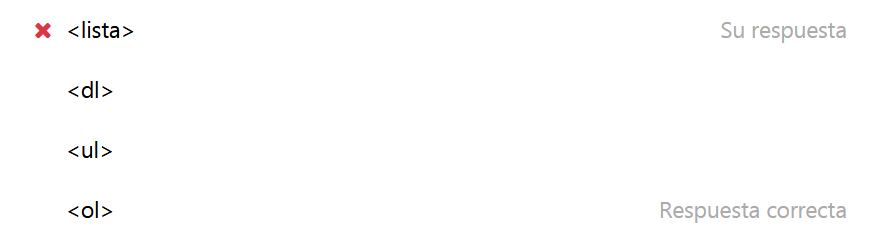 <lista> Su respuesta
<dl>
<ul>
<ol> Respuesta correcta